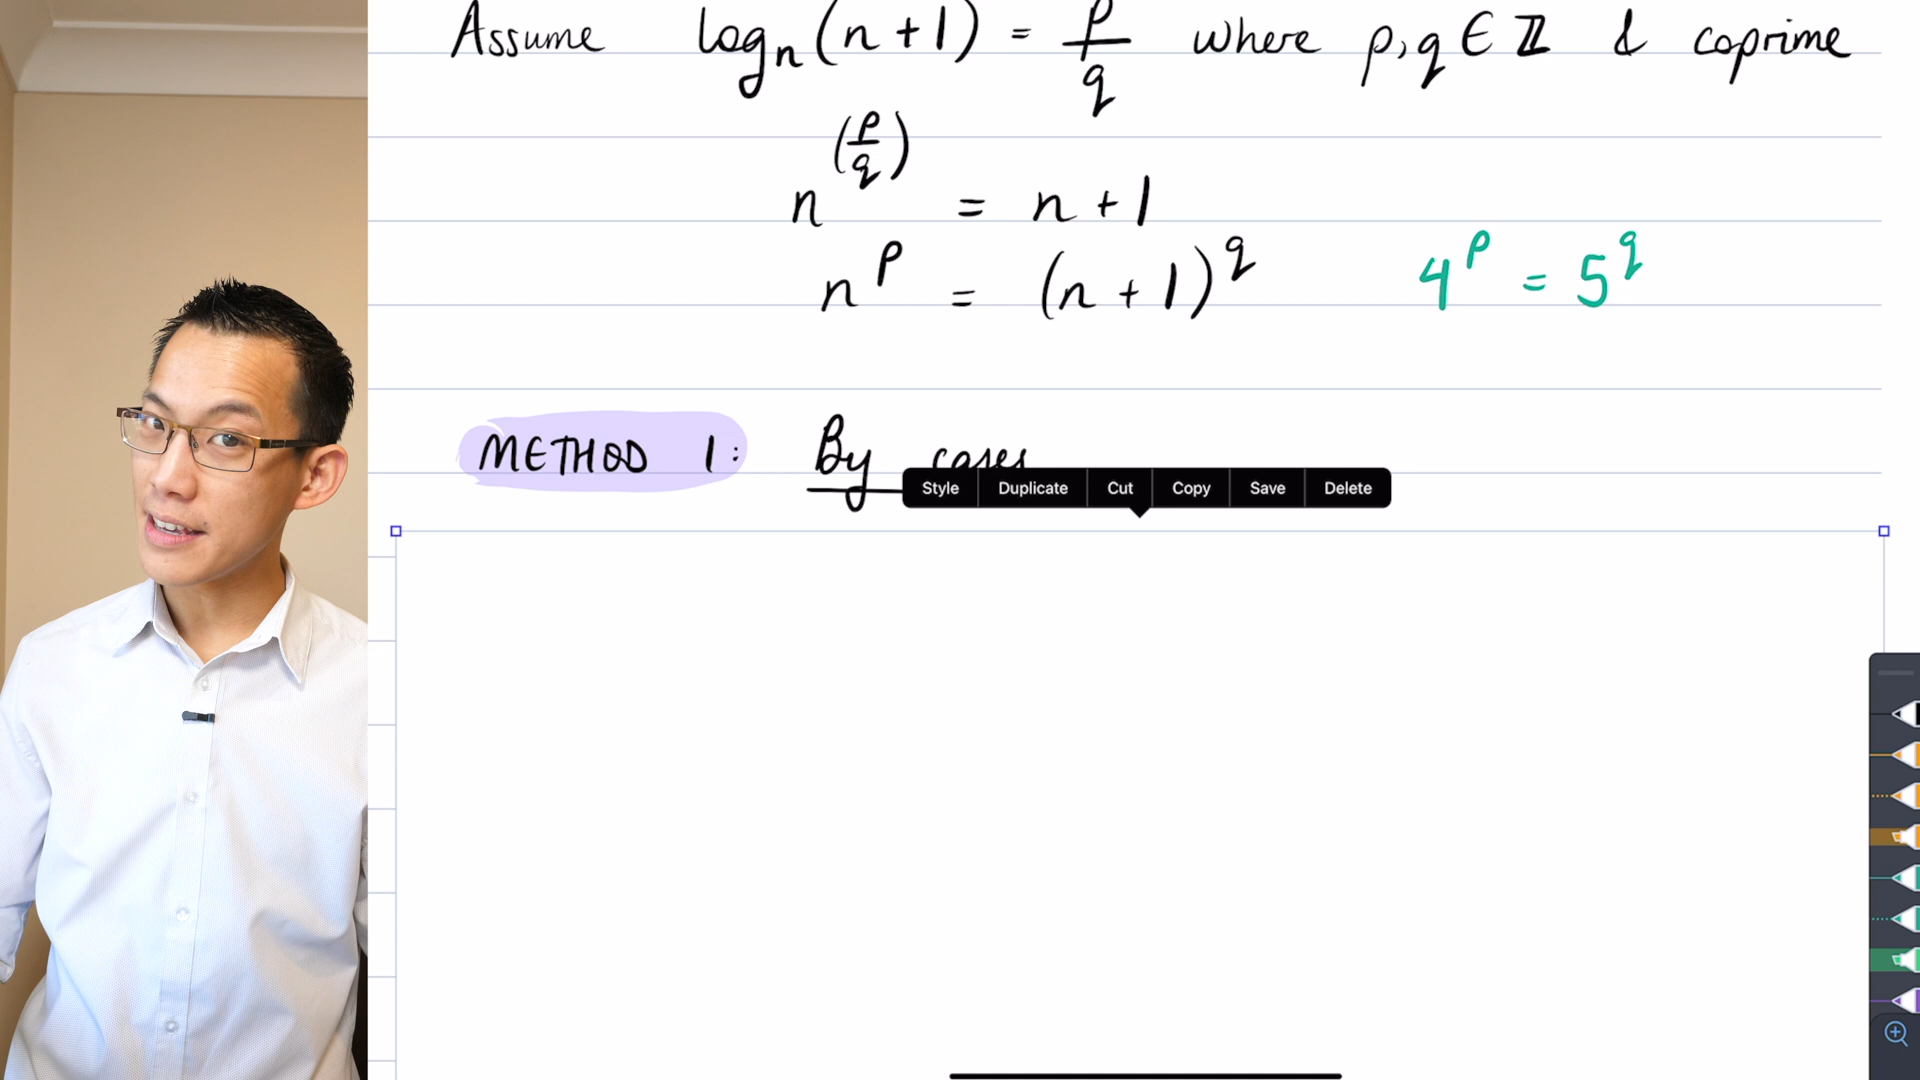 Assume log_n(n+1) = p/q where p, q ∈ ℤ & coprime
n^(p/q) = n+1
n^p = (n+1)^q 4^p = 5^q
METHOD 1: By cases
Style Duplicate Cut Copy Save Delete